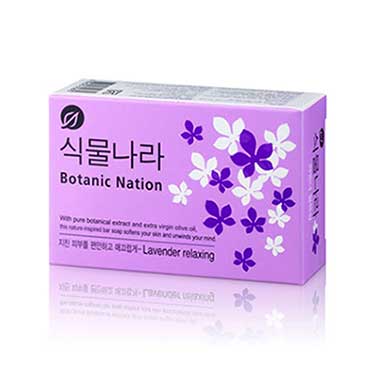 식물나라
Botanic Nation
With pure botanical extract and extra virgin olive oil,
this nature-inspired bar soap softens your skin and unwinds your mind.
지친 피부를 편안하고 매끄럽게~ Lavender relaxing